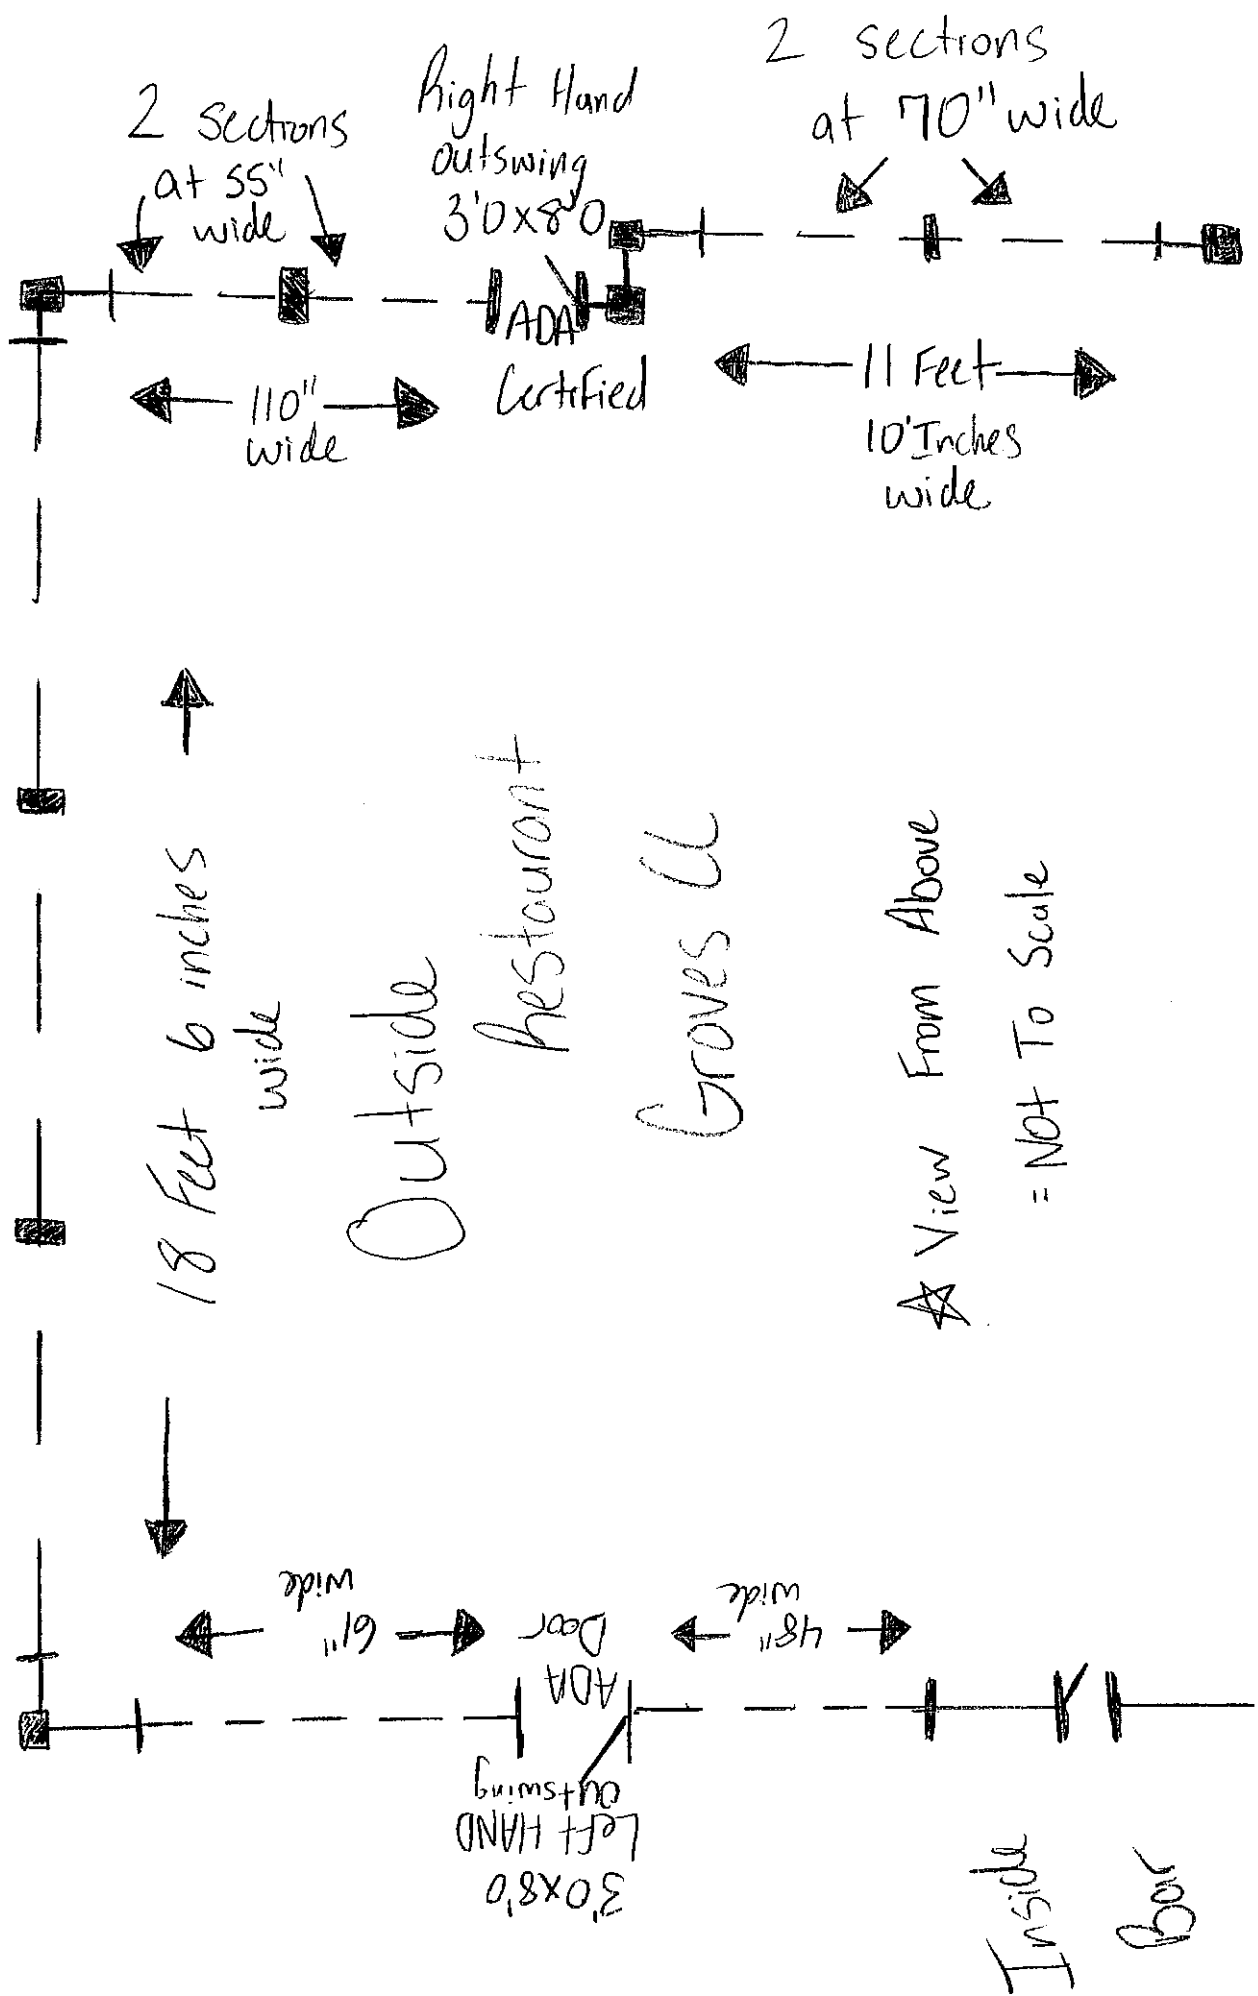 2 sections
at 55"
wide
Right Hand
outswing
3'0x8'0
2 sections
at 70" wide
ADA
Certified
110"
wide
11 Feet
10'Inches
wide
18 Feet 6 inches
wide
Outside
Restaurant
Groves
View From Above
= Not To Scale
61"
wide
ADA
Door
48"
wide
3'0x8'0
Left HAND
outswing
Inside
Bar